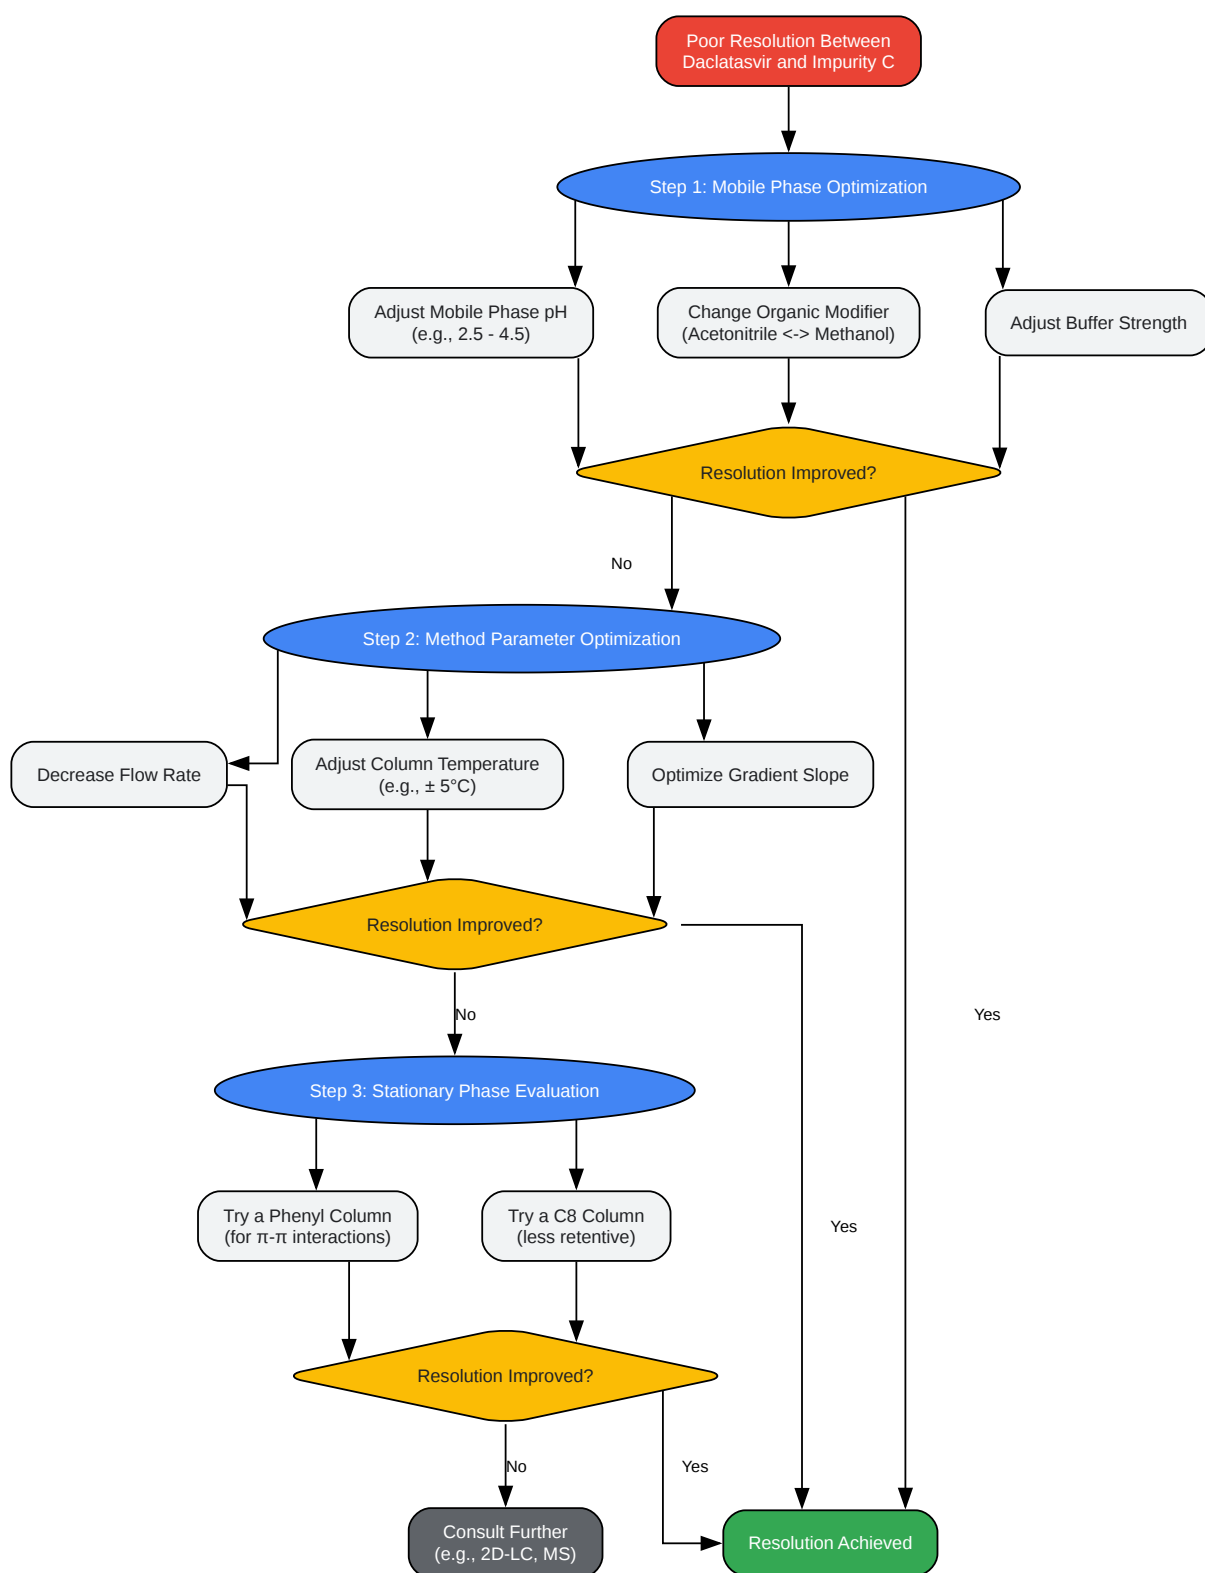 Poor Resolution Between
Daclatasvir and Impurity C
Step 1: Mobile Phase Optimization
Adjust Mobile Phase pH
(e.g., 2.5 - 4.5)
Change Organic Modifier
(Acetonitrile <-> Methanol)
Adjust Buffer Strength
Resolution Improved?
No
Step 2: Method Parameter Optimization
Decrease Flow Rate
Adjust Column Temperature
(e.g., ± 5°C)
Optimize Gradient Slope
Resolution Improved?
No
Yes
Step 3: Stationary Phase Evaluation
Try a Phenyl Column
(for π-π interactions)
Try a C8 Column
(less retentive)
Yes
Resolution Improved?
No
Yes
Consult Further
(e.g., 2D-LC, MS)
Resolution Achieved